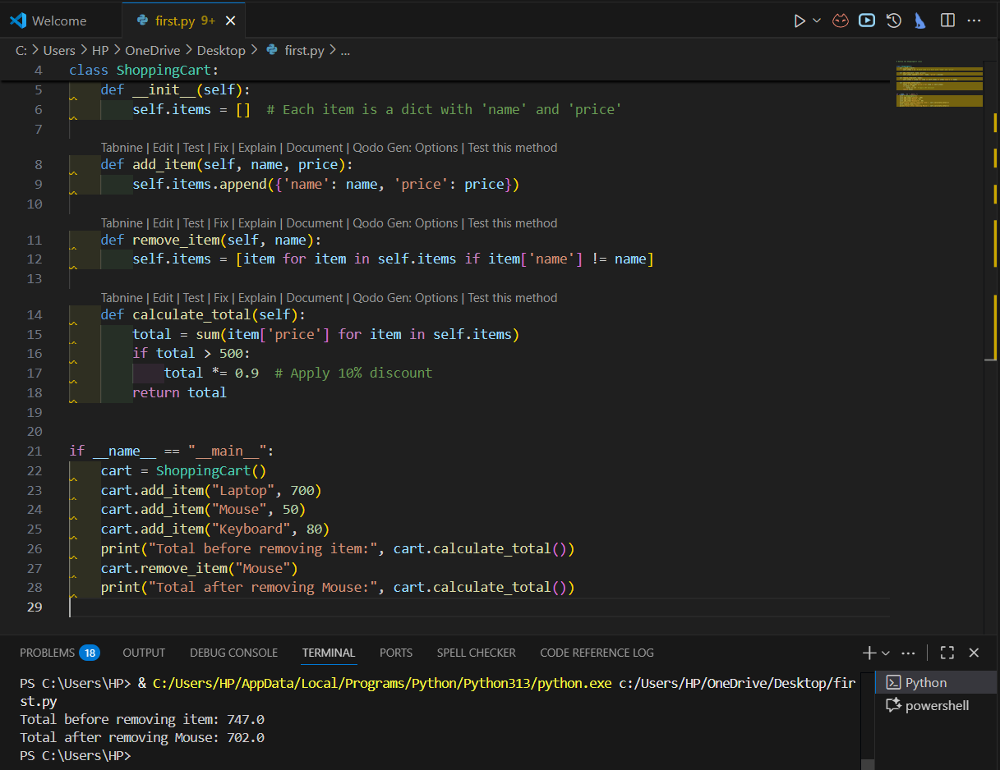 Welcome
first.py 9+
C: > Users > HP > OneDrive > Desktop > first.py > ...
4 class ShoppingCart:
5     def __init__(self):
6         self.items = []  # Each item is a dict with 'name' and 'price'
7
Tabnine | Edit | Test | Fix | Explain | Document | Qodo Gen: Options | Test this method
8     def add_item(self, name, price):
9         self.items.append({'name': name, 'price': price})
10
Tabnine | Edit | Test | Fix | Explain | Document | Qodo Gen: Options | Test this method
11     def remove_item(self, name):
12         self.items = [item for item in self.items if item['name'] != name]
13
Tabnine | Edit | Test | Fix | Explain | Document | Qodo Gen: Options | Test this method
14     def calculate_total(self):
15         total = sum(item['price'] for item in self.items)
16         if total > 500:
17             total *= 0.9  # Apply 10% discount
18         return total
19
20
21 if __name__ == "__main__":
22     cart = ShoppingCart()
23     cart.add_item("Laptop", 700)
24     cart.add_item("Mouse", 50)
25     cart.add_item("Keyboard", 80)
26     print("Total before removing item:", cart.calculate_total())
27     cart.remove_item("Mouse")
28     print("Total after removing Mouse:", cart.calculate_total())
29
PROBLEMS 18 OUTPUT DEBUG CONSOLE TERMINAL PORTS SPELL CHECKER CODE REFERENCE LOG
PS C:\Users\HP> & C:/Users/HP/AppData/Local/Programs/Python/Python313/python.exe c:/Users/HP/OneDrive/Desktop/fir
st.py
Total before removing item: 747.0
Total after removing Mouse: 702.0
PS C:\Users\HP>
Python
powershell